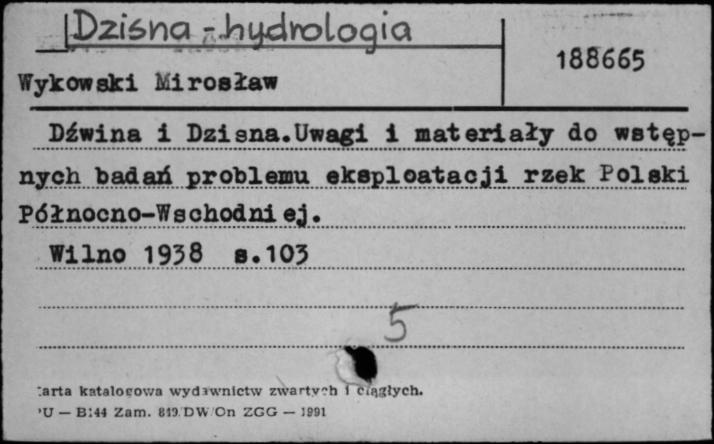 Dzisna - hydrologia
188665
Wykowski Mirosław
Dźwina i Dzisna.Uwagi i materiały do wstęp-
nych badań problemu eksploatacji rzek Polski
Północno-Wschodniej.
Wilno 1938 s.103
5
arta katalogowa wydawnictw zwartych i ciągłych.
U — B144 Zam. 819/DW/On ZGG — 1991